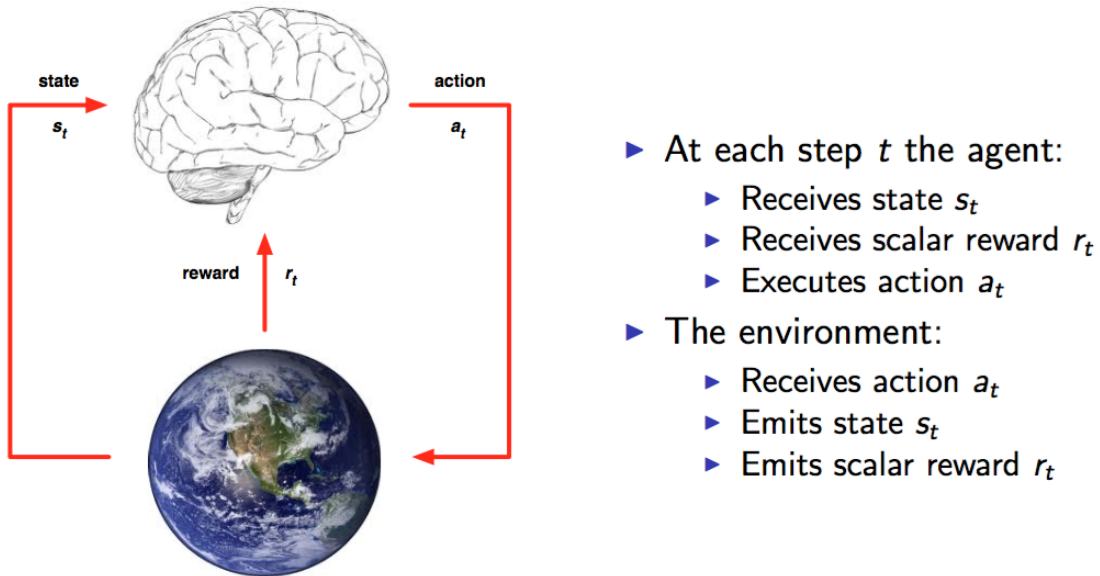 state
s_t
action
a_t
reward
r_t
▶ At each step t the agent:
▶ Receives state s_t
▶ Receives scalar reward r_t
▶ Executes action a_t
▶ The environment:
▶ Receives action a_t
▶ Emits state s_t
▶ Emits scalar reward r_t